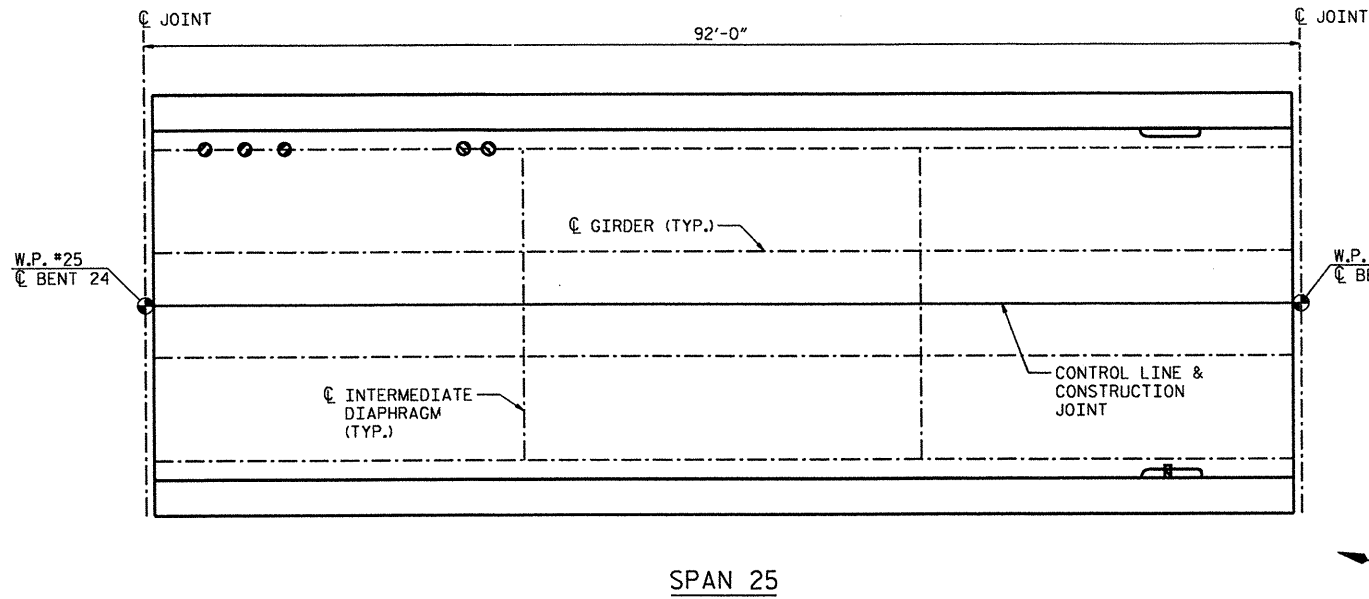 ℄ JOINT
℄ JOINT
92'-0"
℄ GIRDER (TYP.)
W.P. #25
℄ BENT 24
W.P.
℄ BE
℄ INTERMEDIATE
DIAPHRAGM
(TYP.)
CONTROL LINE &
CONSTRUCTION
JOINT
SPAN 25